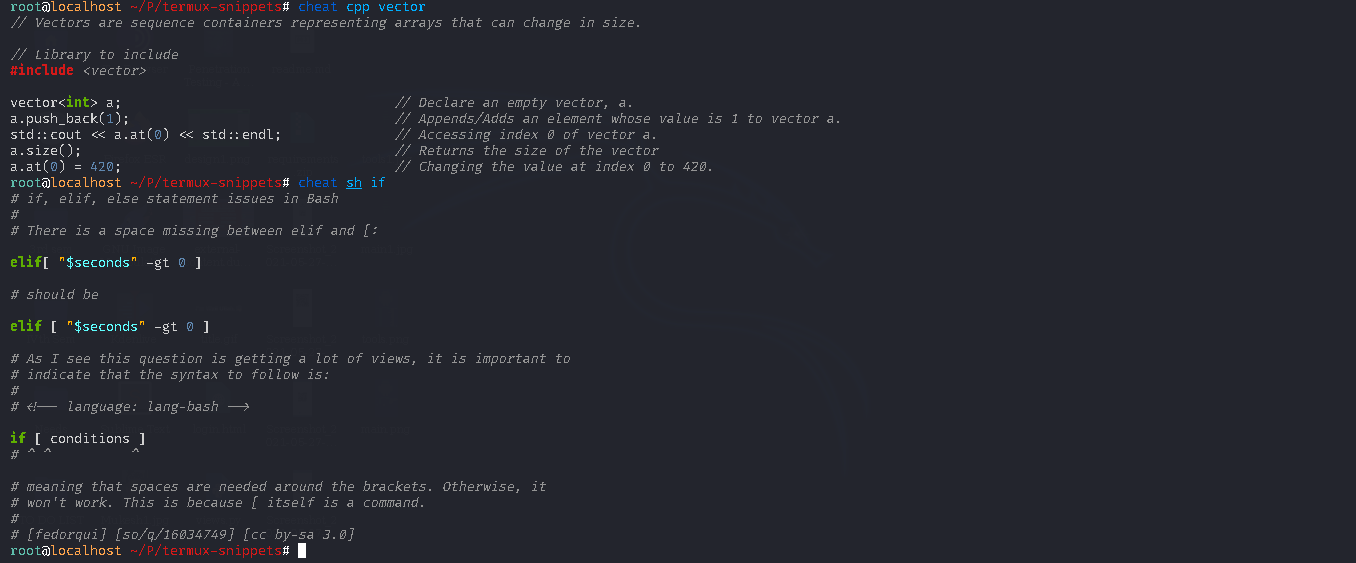 root@localhost ~/P/termux-snippets# cheat cpp vector
// Vectors are sequence containers representing arrays that can change in size.

// Library to include
#include <vector>

vector<int> a;                                  // Declare an empty vector, a.
a.push_back(1);                                 // Appends/Adds an element whose value is 1 to vector a.
std::cout << a.at(0) << std::endl;              // Accessing index 0 of vector a.
a.size();                                       // Returns the size of the vector
a.at(0) = 420;                                  // Changing the value at index 0 to 420.
root@localhost ~/P/termux-snippets# cheat sh if
# if, elif, else statement issues in Bash
#
# There is a space missing between elif and [:

elif[ "$seconds" -gt 0 ]

# should be

elif [ "$seconds" -gt 0 ]

# As I see this question is getting a lot of views, it is important to
# indicate that the syntax to follow is:
#
# <!-- language: lang-bash -->

if [ conditions ]
# ^ ^          ^

# meaning that spaces are needed around the brackets. Otherwise, it
# won't work. This is because [ itself is a command.
#
# [fedorqui] [so/q/16034749] [cc by-sa 3.0]
root@localhost ~/P/termux-snippets#